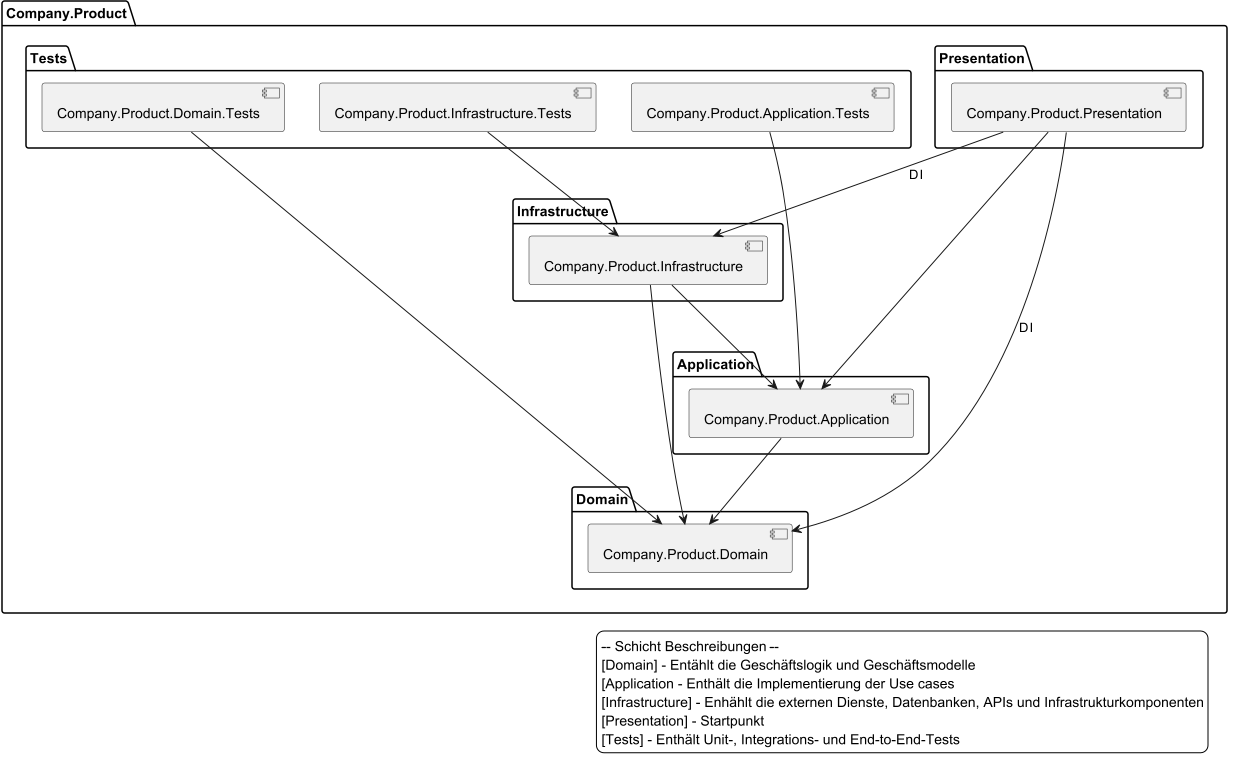 Company.Product
Tests
Presentation
Company.Product.Domain.Tests
Company.Product.Infrastructure.Tests
Company.Product.Application.Tests
Company.Product.Presentation
DI
Infrastructure
Company.Product.Infrastructure
DI
Application
Company.Product.Application
Domain
Company.Product.Domain
-- Schicht Beschreibungen --
[Domain] - Entählt die Geschäftslogik und Geschäftsmodelle
[Application - Enthält die Implementierung der Use cases
[Infrastructure] - Enhählt die externen Dienste, Datenbanken, APIs und Infrastrukturkomponenten
[Presentation] - Startpunkt
[Tests] - Enthält Unit-, Integrations- und End-to-End-Tests